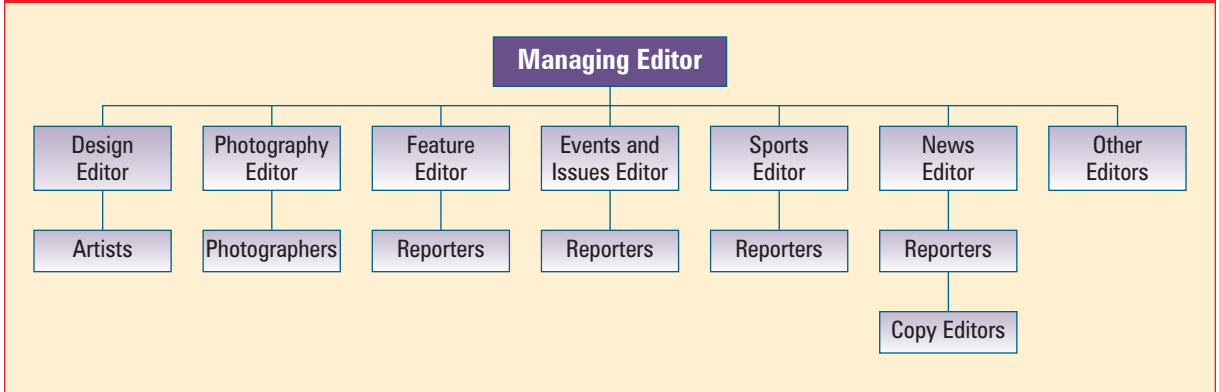 Managing Editor
Design
Editor
Photography
Editor
Feature
Editor
Events and
Issues Editor
Sports
Editor
News
Editor
Other
Editors
Artists
Photographers
Reporters
Reporters
Reporters
Reporters
Copy Editors